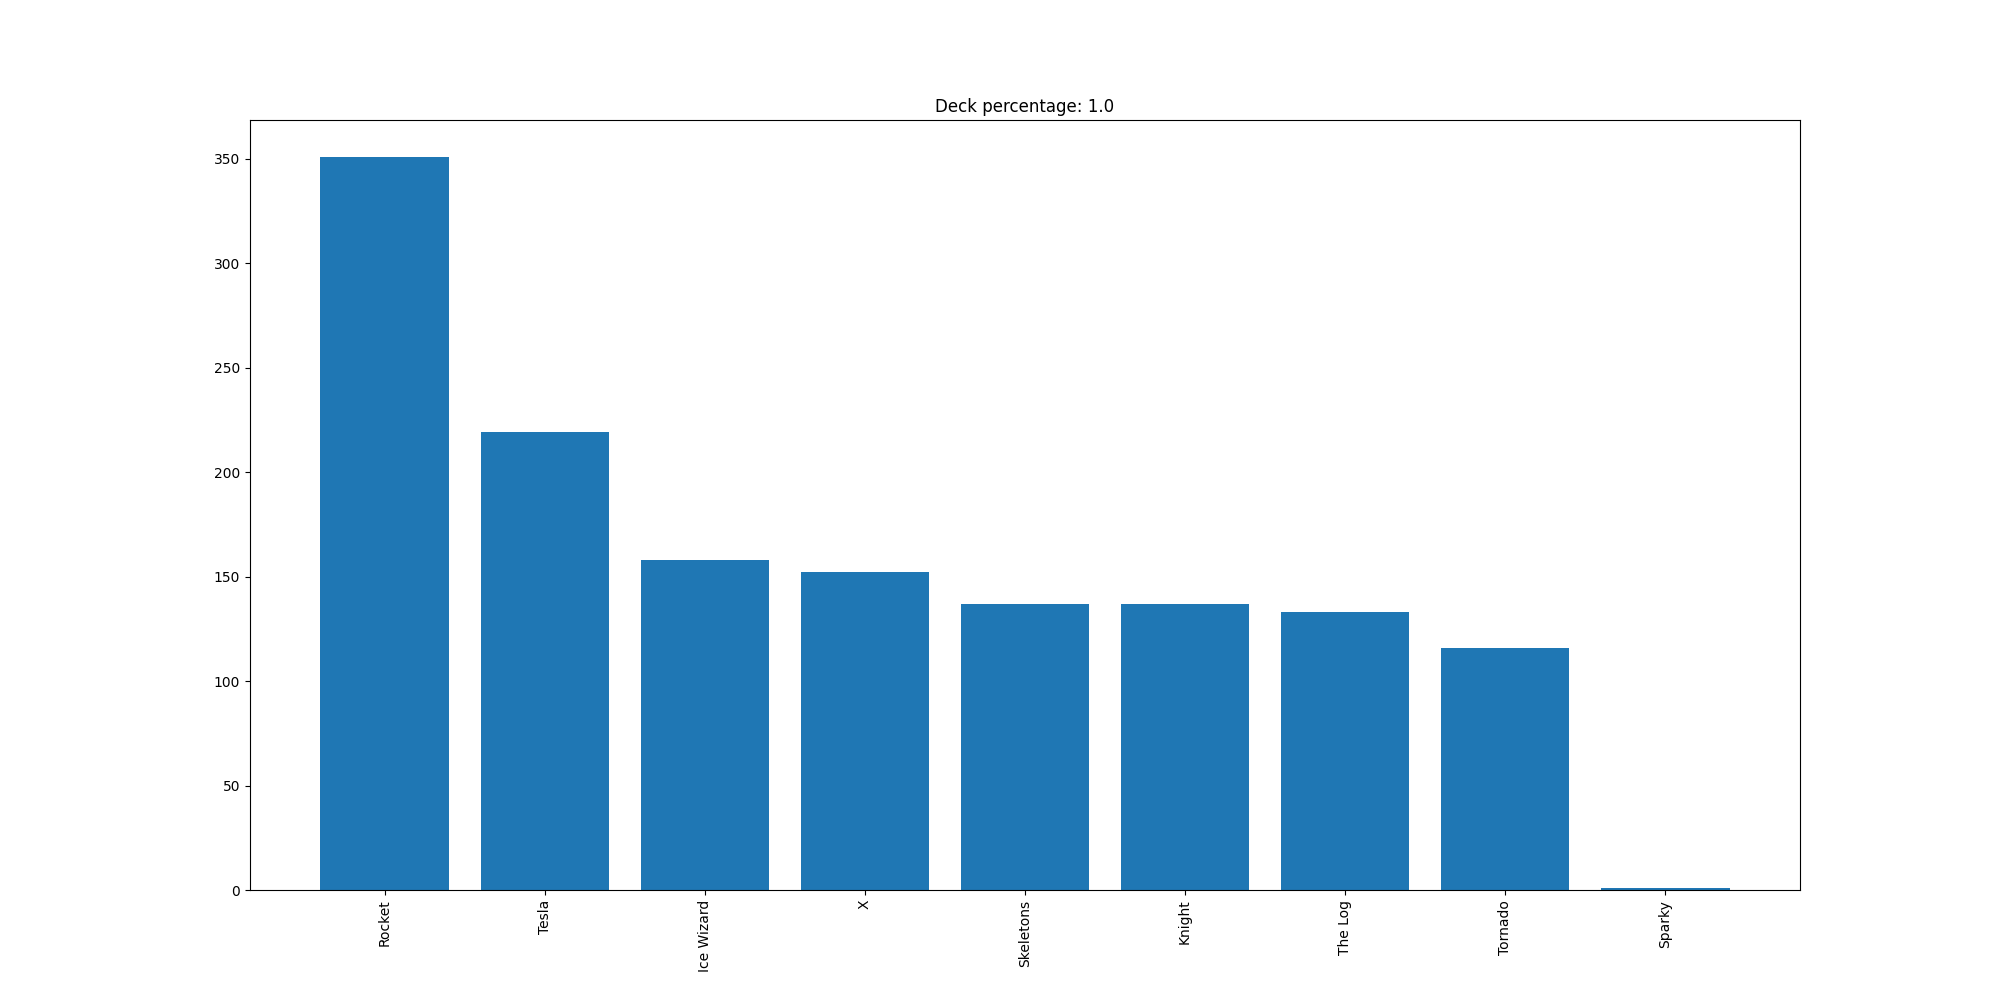 Deck percentage: 1.0
350
300
250
200
150
100
50
0
Rocket
Tesla
Ice Wizard
X
Skeletons
Knight
The Log
Tornado
Sparky